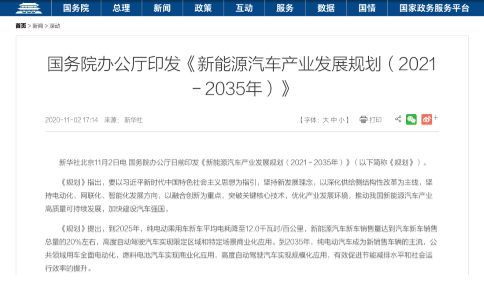 国务院 总理 新闻 政策 互动 服务 数据 国情 国家政务服务平台
首页 > 新闻 > 滚动
国务院办公厅印发《新能源汽车产业发展规划（2021
－2035年）》
2020-11-02 17:14 来源： 新华社 【字体：大 中 小】 打印
新华社北京11月2日电 国务院办公厅日前印发《新能源汽车产业发展规划（2021－2035年）》（以下简称《规划》）。
《规划》指出，要以习近平新时代中国特色社会主义思想为指引，坚持新发展理念，以深化供给侧结构性改革为主线，坚
持电动化、网联化、智能化发展方向，以融合创新为重点，突破关键核心技术，优化产业发展环境，推动我国新能源汽车产业
高质量可持续发展，加快建设汽车强国。
《规划》提出，到2025年，纯电动乘用车新车平均电耗降至12.0千瓦时/百公里，新能源汽车新车销售量达到汽车新车销售
总量的20%左右，高度自动驾驶汽车实现限定区域和特定场景商业化应用。到2035年，纯电动汽车成为新销售车辆的主流，公
共领域用车全面电动化，燃料电池汽车实现商业化应用，高度自动驾驶汽车实现规模化应用，有效促进节能减排水平和社会运
行效率的提升。